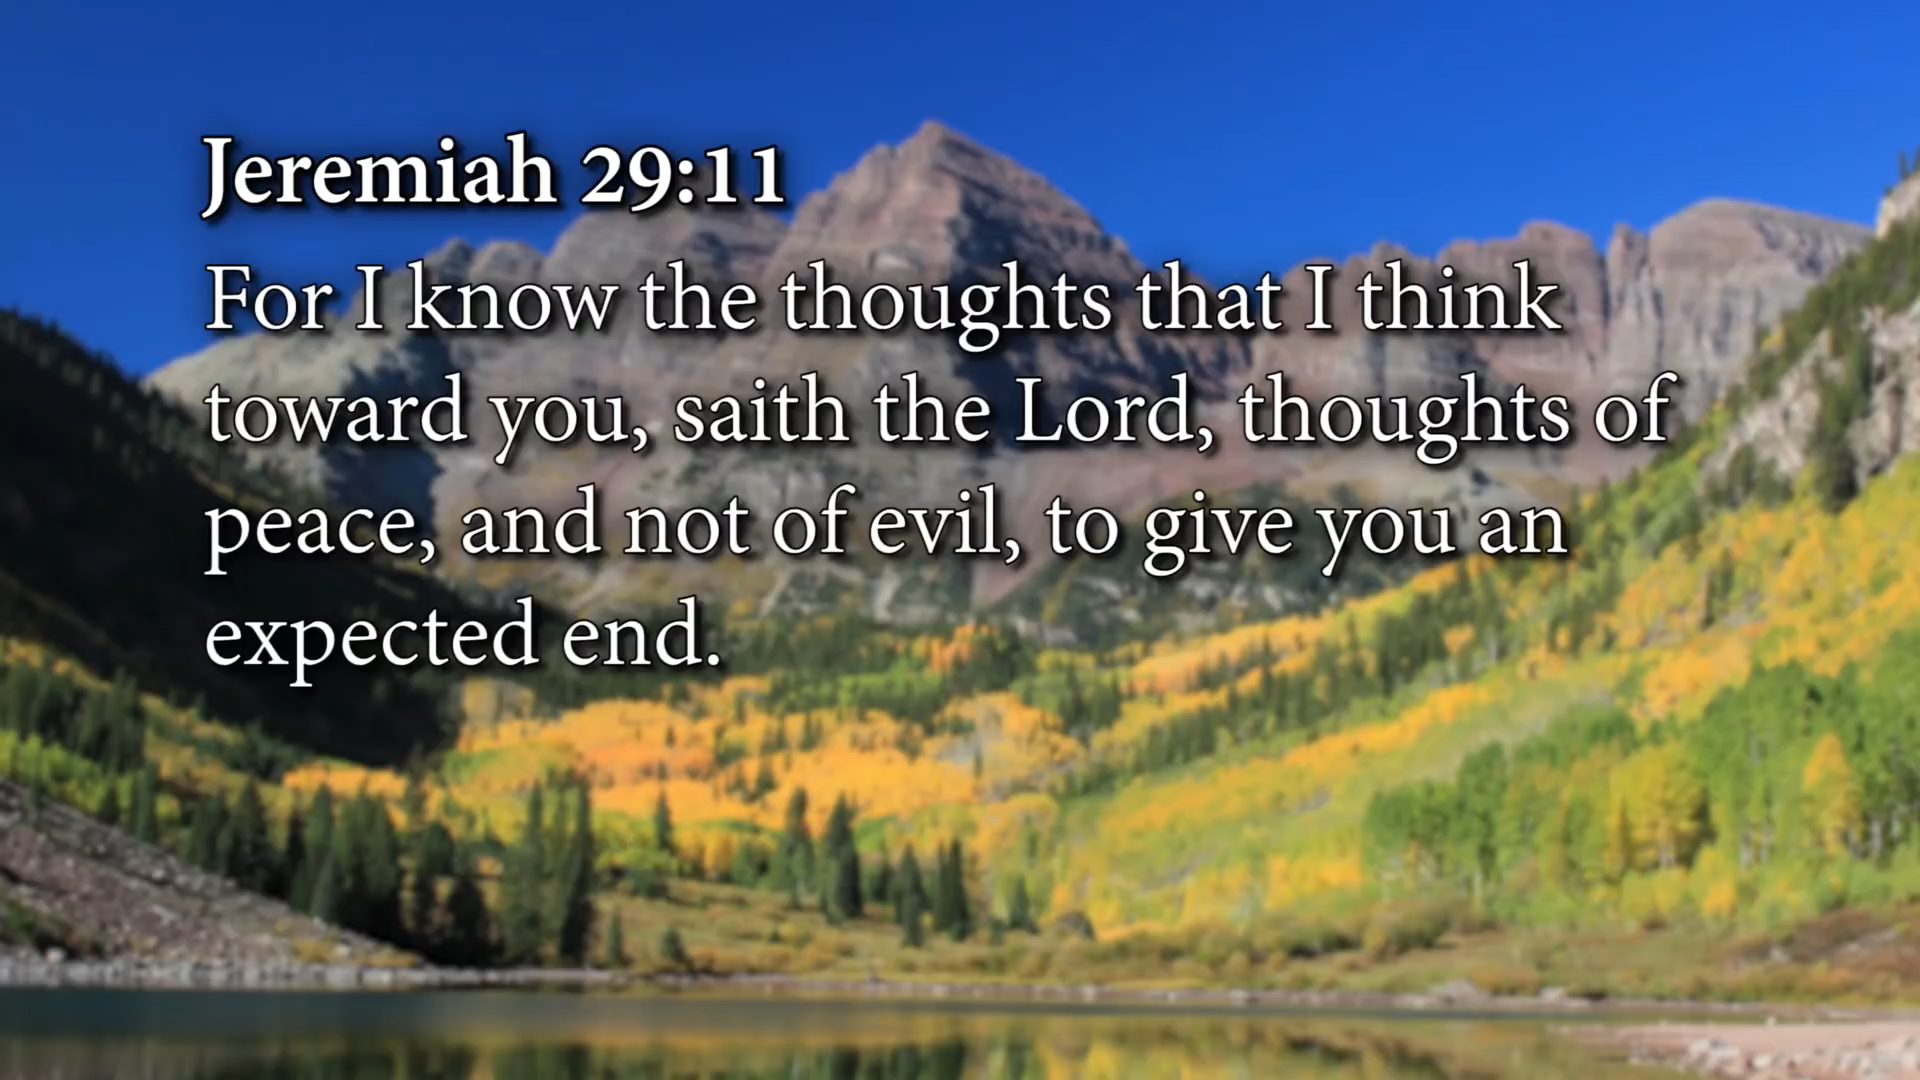 Jeremiah 29:11
For I know the thoughts that I think
toward you, saith the Lord, thoughts of
peace, and not of evil, to give you an
expected end.